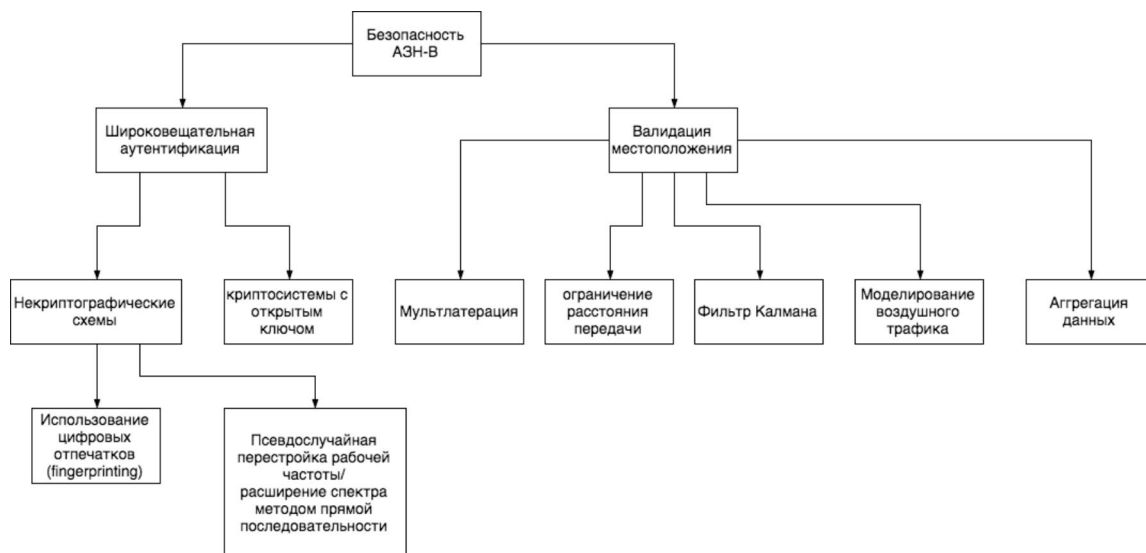 Безопасность
АЗН-В
Широковещательная
аутентификация
Валидация
местоположения
Некриптографические
схемы
криптосистемы с
открытым
ключом
Мультлатерация
ограничение
расстояния
передачи
Фильтр Калмана
Моделирование
воздушного
трафика
Аггрегация
данных
Использование
цифровых
отпечатков
(fingerprinting)
Псевдослучайная
перестройка рабочей
частоты/
расширение спектра
методом прямой
последовательности